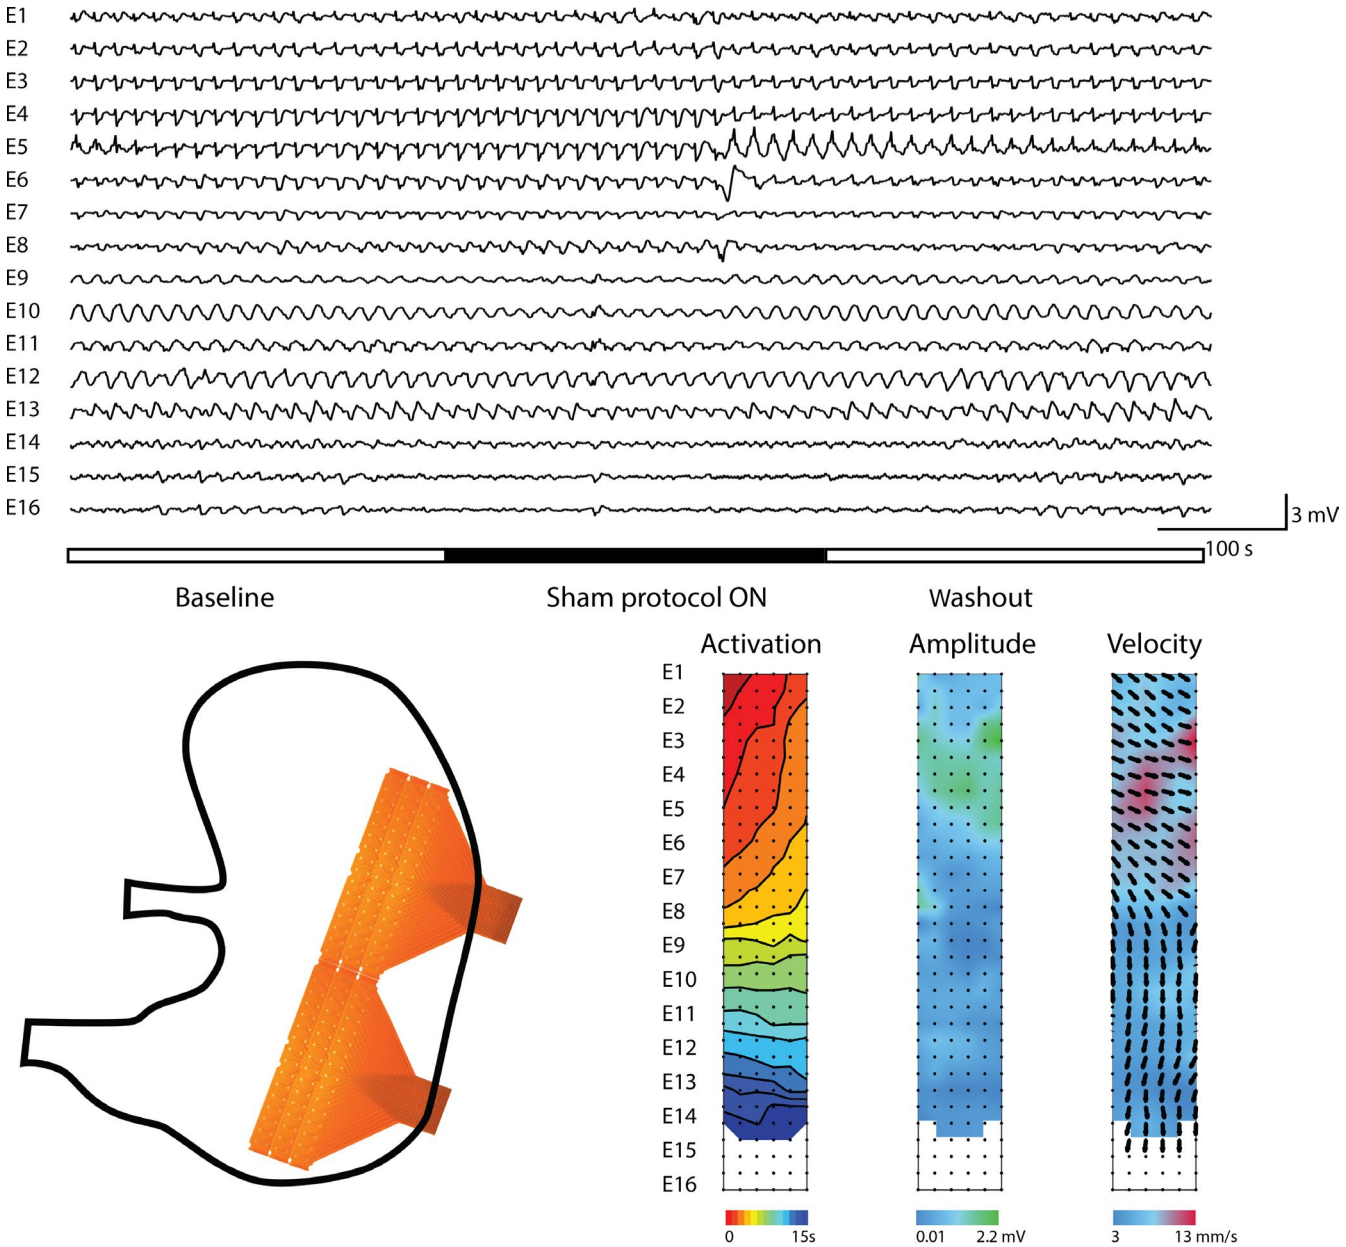 E1
E2
E3
E4
E5
E6
E7
E8
E9
E10
E11
E12
E13
E14
E15
E16
3 mV
100 s
Baseline
Sham protocol ON
Washout
Activation
Amplitude
Velocity
E1
E2
E3
E4
E5
E6
E7
E8
E9
E10
E11
E12
E13
E14
E15
E16
0
15s
0.01
2.2 mV
3
13 mm/s